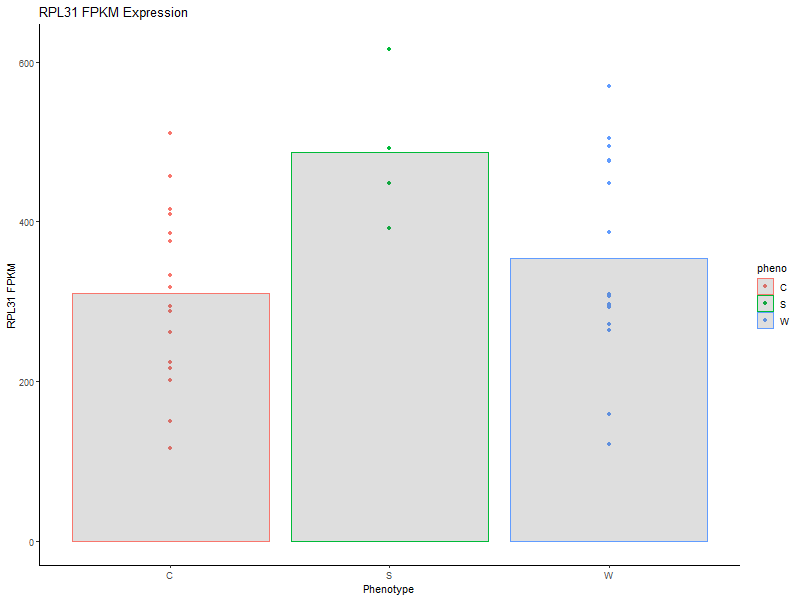 RPL31 FPKM Expression
600
400
200
0
RPL31 FPKM
C
S
W
Phenotype
pheno
C
S
W